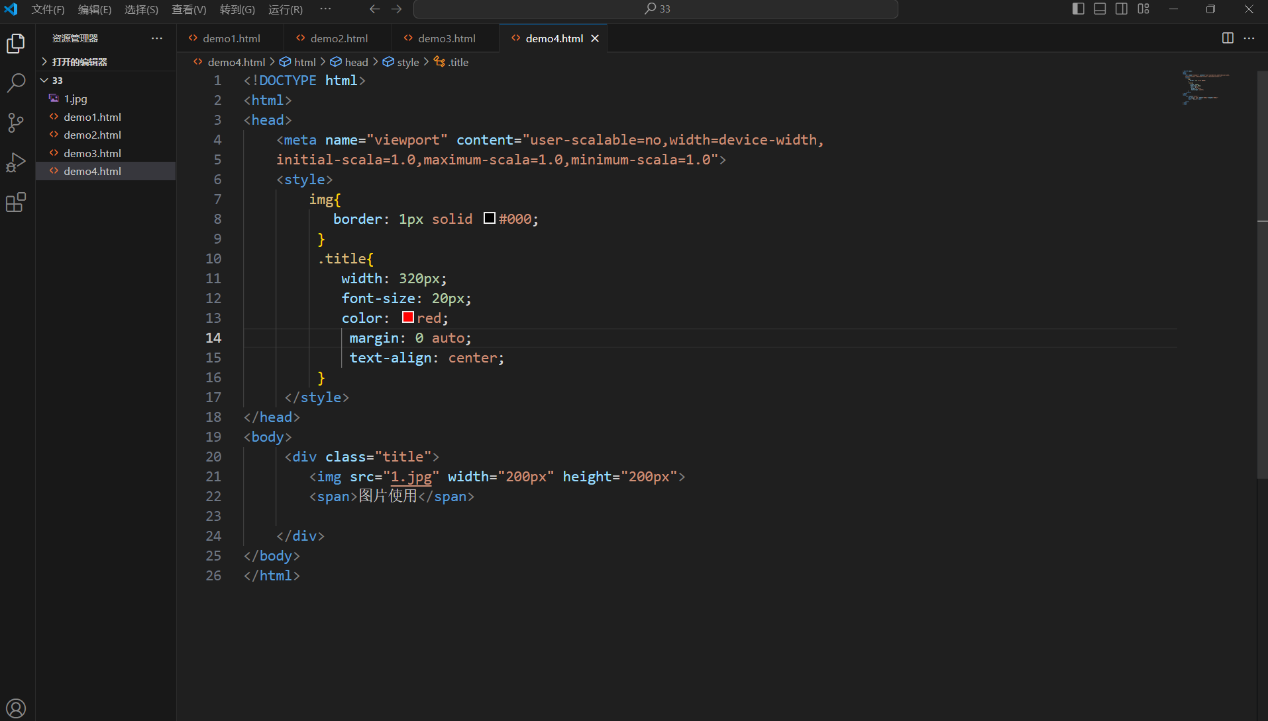 文件(F) 编辑(E) 选择(S) 查看(V) 转到(G) 运行(R) ··· 33
资源管理器 ···
打开的编辑器
33
1.jpg
demo1.html
demo2.html
demo3.html
demo4.html
demo1.html demo2.html demo3.html demo4.html
demo4.html > html > head > style > .title
1 <!DOCTYPE html>
2 <html>
3 <head>
4 <meta name="viewport" content="user-scalable=no,width=device-width,
5 initial-scala=1.0,maximum-scala=1.0,minimum-scala=1.0">
6 <style>
7 img{
8 border: 1px solid #000;
9 }
10 .title{
11 width: 320px;
12 font-size: 20px;
13 color: red;
14 margin: 0 auto;
15 text-align: center;
16 }
17 </style>
18 </head>
19 <body>
20 <div class="title">
21 <img src="1.jpg" width="200px" height="200px">
22 <span>图片使用</span>
23
24 </div>
25 </body>
26 </html>